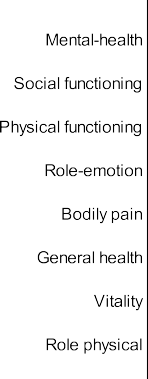 Mental-health
Social functioning
Physical functioning
Role-emotion
Bodily pain
General health
Vitality
Role physical